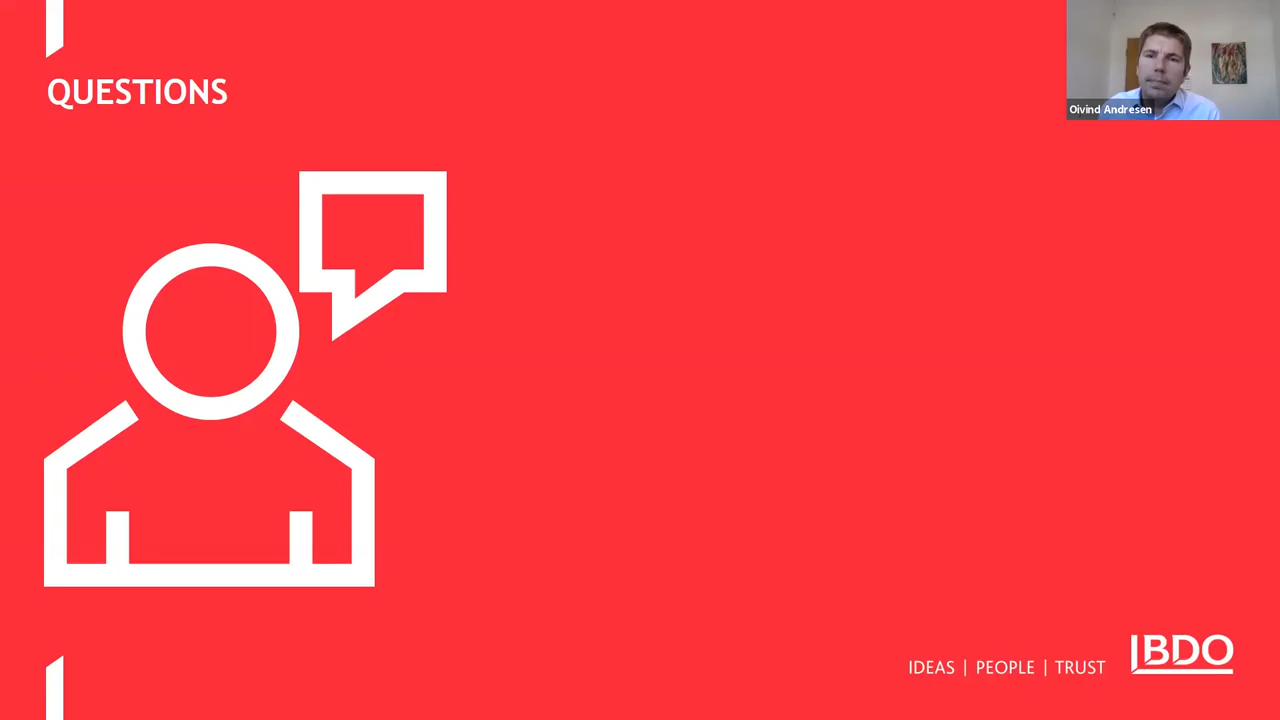 QUESTIONS
Oivind Andresen
IDEAS | PEOPLE | TRUST
BDO